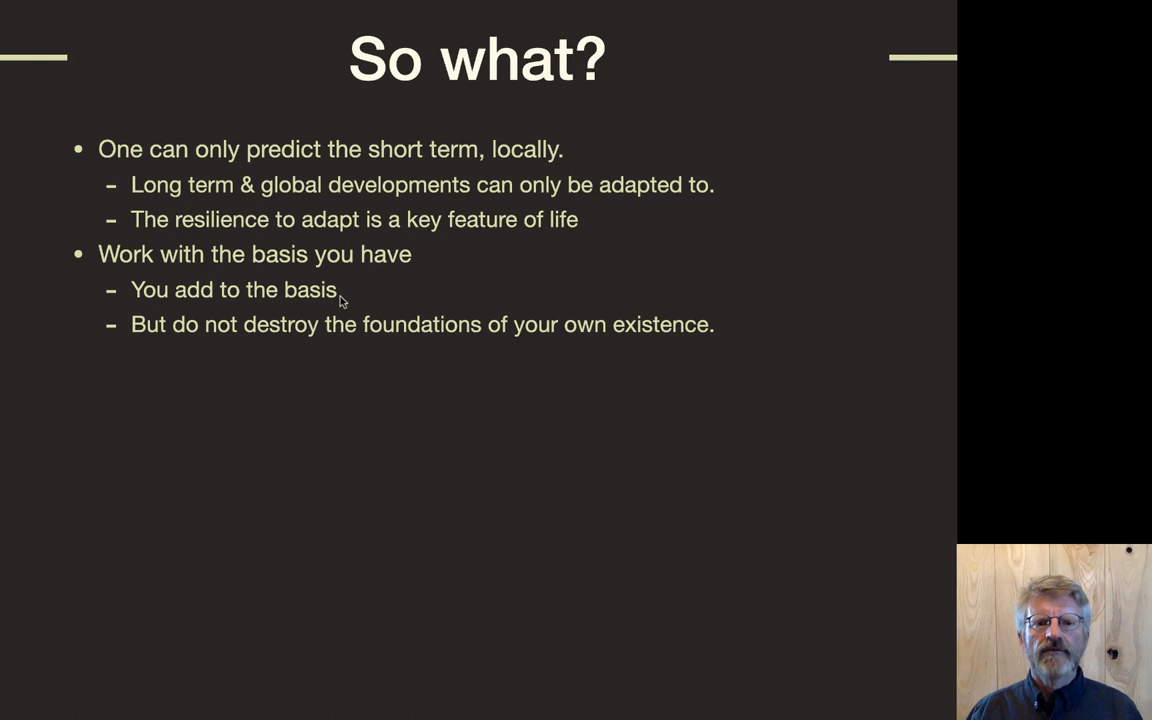 So what?
• One can only predict the short term, locally.
– Long term & global developments can only be adapted to.
– The resilience to adapt is a key feature of life
• Work with the basis you have
– You add to the basis
– But do not destroy the foundations of your own existence.